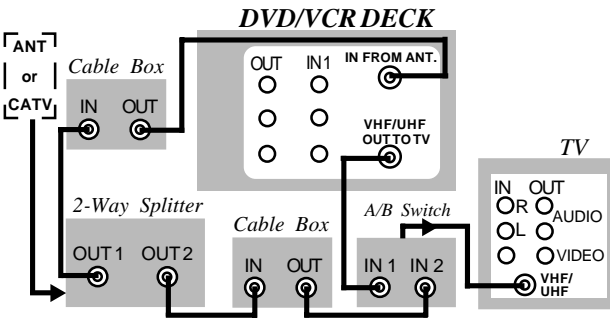 DVD/VCR DECK
ANT
or
CATV
Cable Box
IN OUT
OUT IN1 IN FROM ANT.
VHF/UHF
OUT TO TV
TV
IN OUT
R AUDIO
L
VIDEO
VHF/
UHF
2-Way Splitter
OUT 1 OUT 2
Cable Box
IN OUT
A/B Switch
IN 1 IN 2